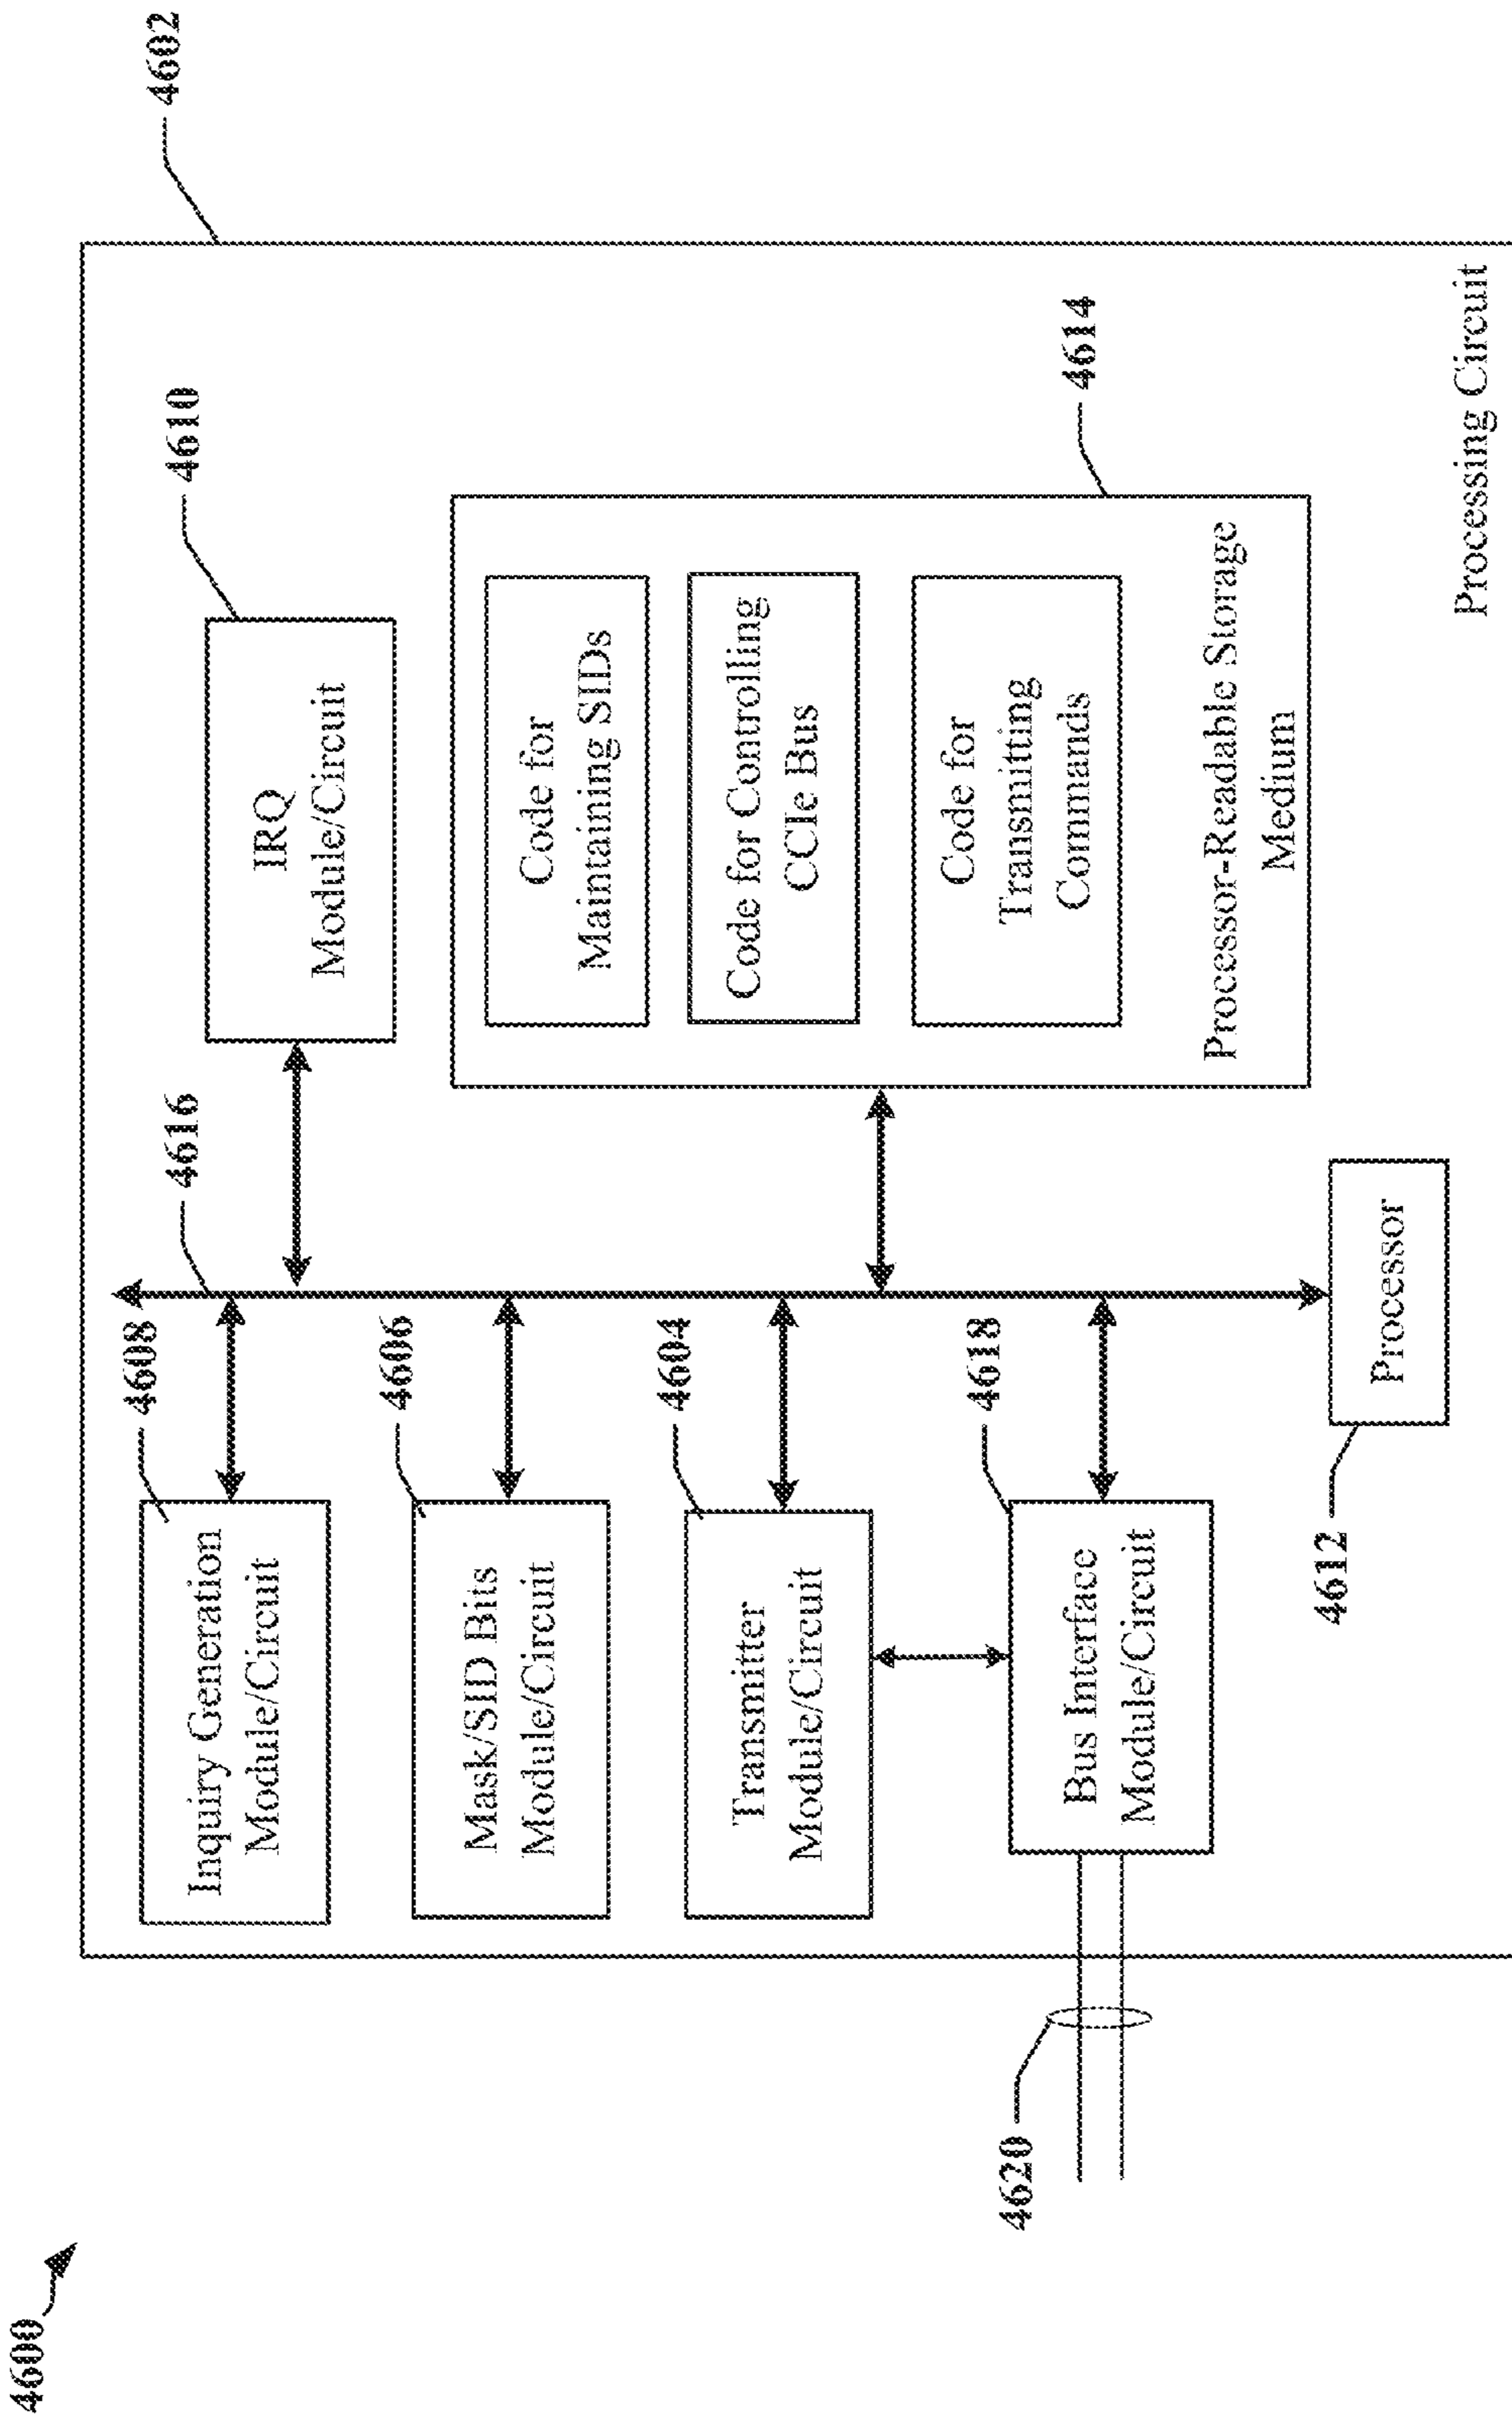 4600
4602
4608
Inquiry Generation
Module/Circuit
4616
4610
IRQ
Module/Circuit
4606
Mask/SID Bits
Module/Circuit
4604
Transmitter
Module/Circuit
4618
Bus Interface
Module/Circuit
4620
4614
Code for
Maintaining SIDs
Code for Controlling
CCIe Bus
Code for
Transmitting
Commands
Processor-Readable Storage
Medium
4612
Processor
Processing Circuit